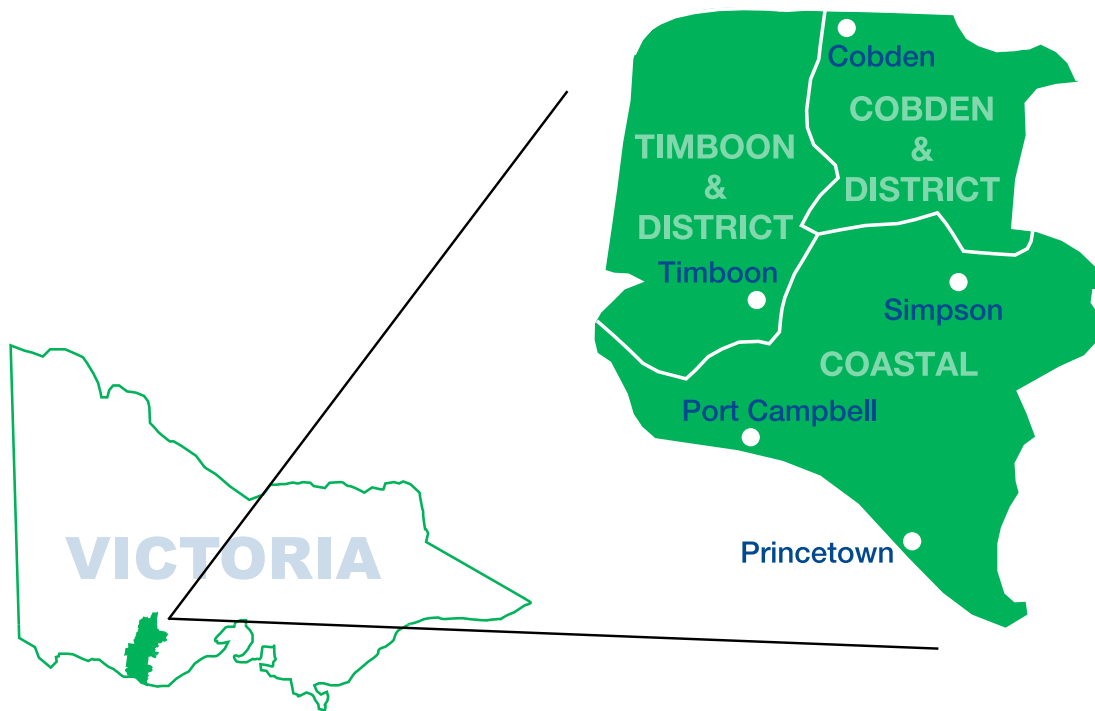 Cobden
COBDEN
&
DISTRICT
TIMBOON
&
DISTRICT
Timboon
Simpson
COASTAL
Port Campbell
Princetown
VICTORIA